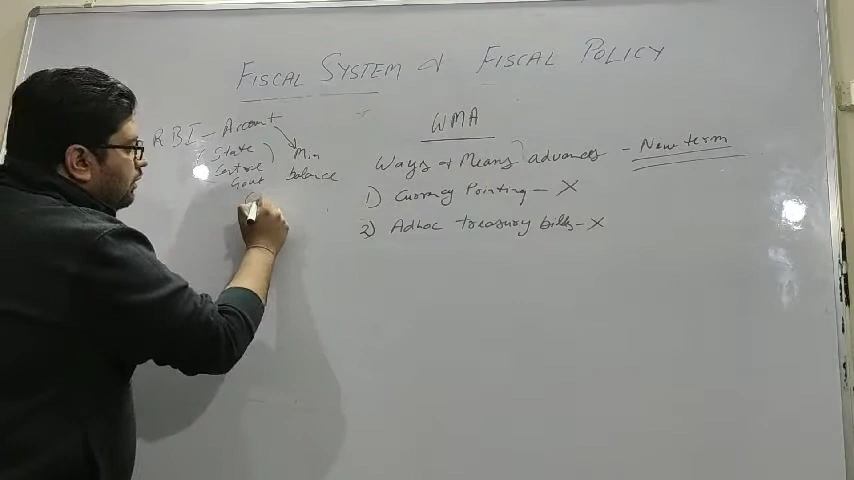 FISCAL SYSTEM & FISCAL POLICY
RBI - Account
State
Central
Govt
Min
balance
WMA
Ways & Means advances - New term
1) Currency Printing - X
2) Adhoc treasury bills - X